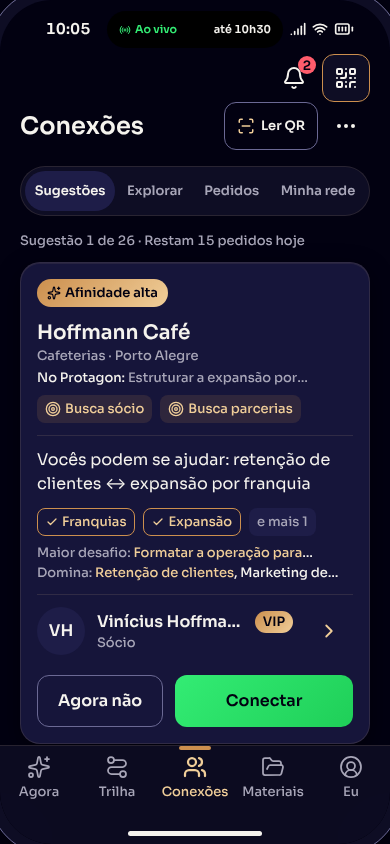 10:05 Ao vivo até 10h30
2
Conexões Ler QR
Sugestões Explorar Pedidos Minha rede
Sugestão 1 de 26 · Restam 15 pedidos hoje
Afinidade alta
Hoffmann Café
Cafeterias · Porto Alegre
No Protagon: Estruturar a expansão por...
Busca sócio Busca parcerias
Vocês podem se ajudar: retenção de
clientes ↔ expansão por franquia
Franquias Expansão e mais 1
Maior desafio: Formatar a operação para...
Domina: Retenção de clientes, Marketing de...
VH Vinícius Hoffma... VIP
Sócio
Agora não Conectar
Agora Trilha Conexões Materiais Eu